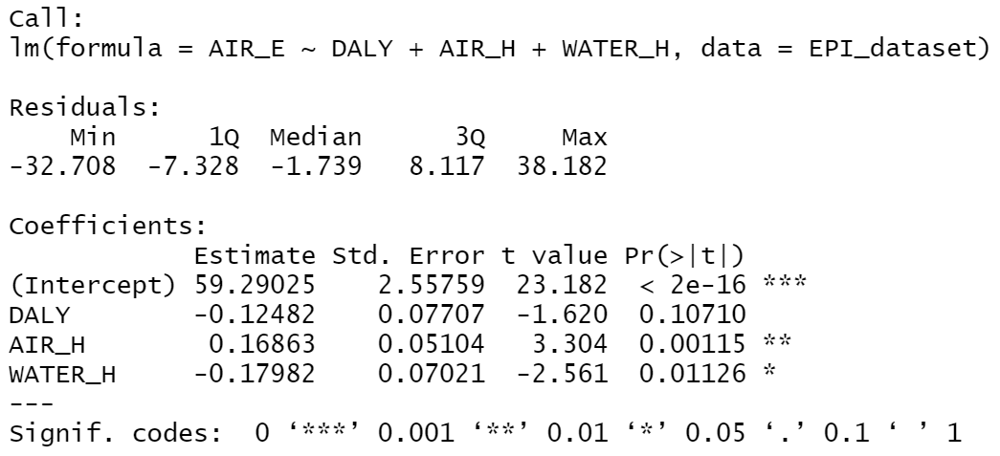 Call:
lm(formula = AIR_E ~ DALY + AIR_H + WATER_H, data = EPI_dataset)
Residuals:
    Min      1Q  Median      3Q     Max
-32.708  -7.328  -1.739   8.117  38.182
Coefficients:
            Estimate Std. Error t value Pr(>|t|)
(Intercept) 59.29025    2.55759  23.182  < 2e-16 ***
DALY        -0.12482    0.07707  -1.620  0.10710
AIR_H        0.16863    0.05104   3.304  0.00115 **
WATER_H     -0.17982    0.07021  -2.561  0.01126 *
---
Signif. codes:  0 ‘***’ 0.001 ‘**’ 0.01 ‘*’ 0.05 ‘.’ 0.1 ‘ ’ 1